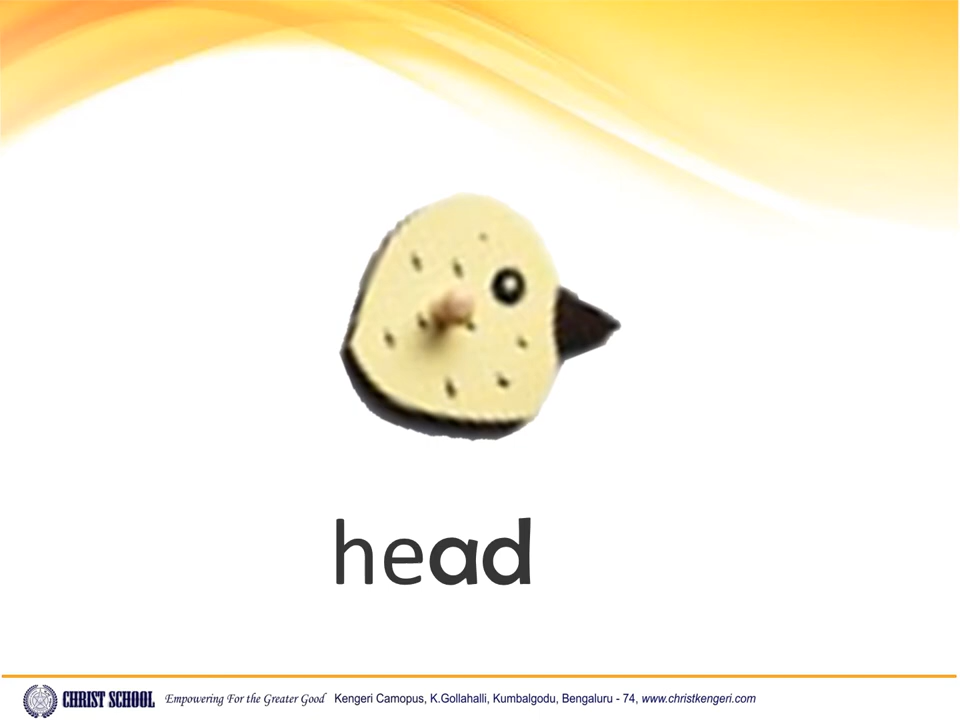 head
CHRIST SCHOOL Empowering For the Greater Good Kengeri Camopus, K.Gollahalli, Kumbalgodu, Bengaluru - 74, www.christkengeri.com